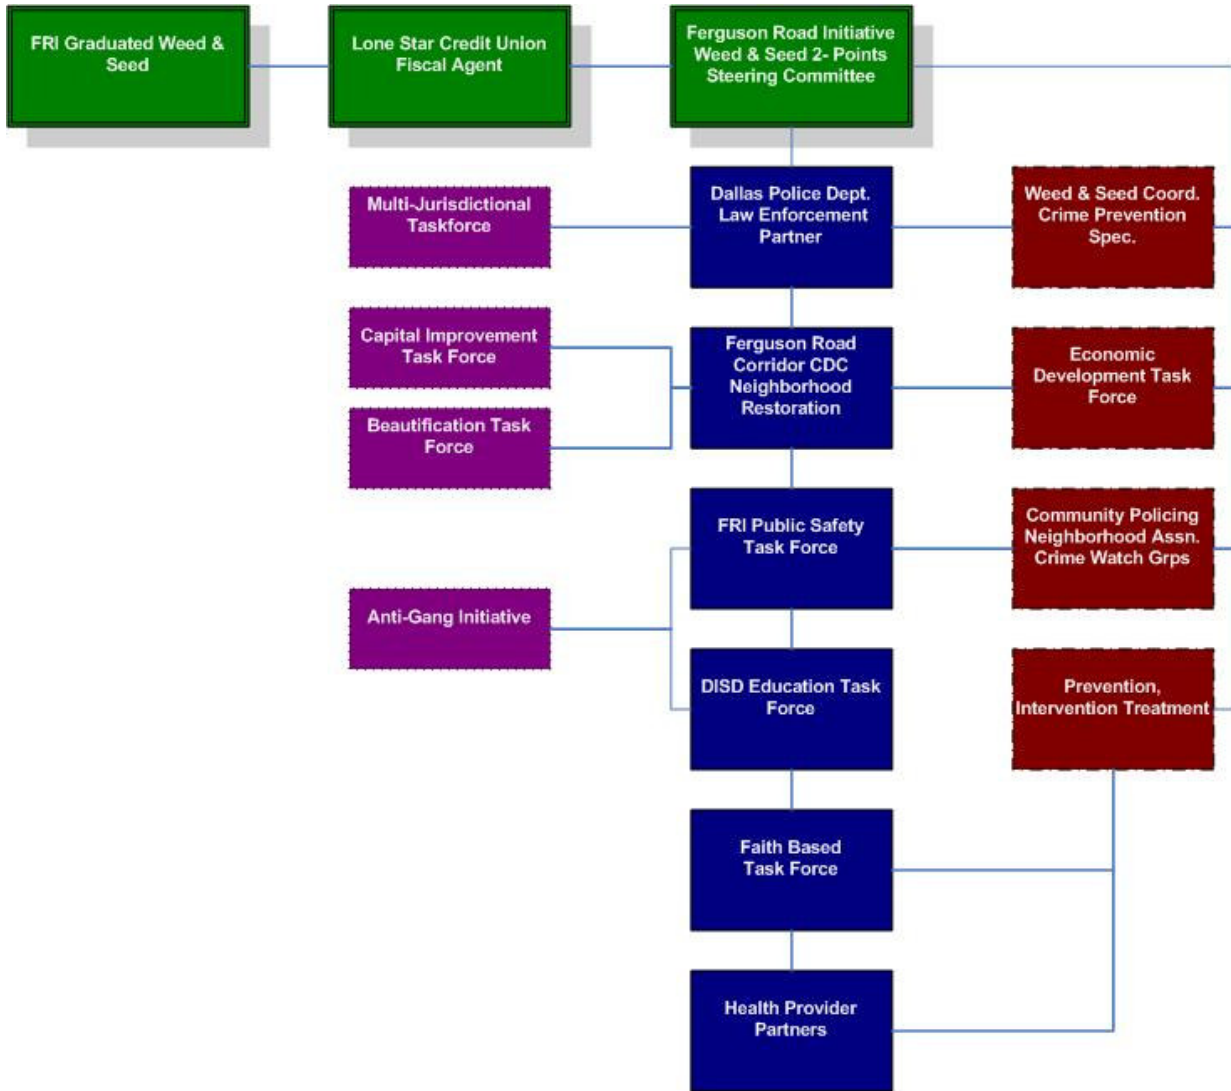 FRI Graduated Weed &
Seed
Lone Star Credit Union
Fiscal Agent
Ferguson Road Initiative
Weed & Seed 2- Points
Steering Committee
Multi-Jurisdictional
Taskforce
Dallas Police Dept.
Law Enforcement
Partner
Weed & Seed Coord.
Crime Prevention
Spec.
Capital Improvement
Task Force
Beautification Task
Force
Ferguson Road
Corridor CDC
Neighborhood
Restoration
Economic
Development Task
Force
FRI Public Safety
Task Force
Community Policing
Neighborhood Assn.
Crime Watch Grps
Anti-Gang Initiative
DISD Education Task
Force
Prevention,
Intervention Treatment
Faith Based
Task Force
Health Provider
Partners